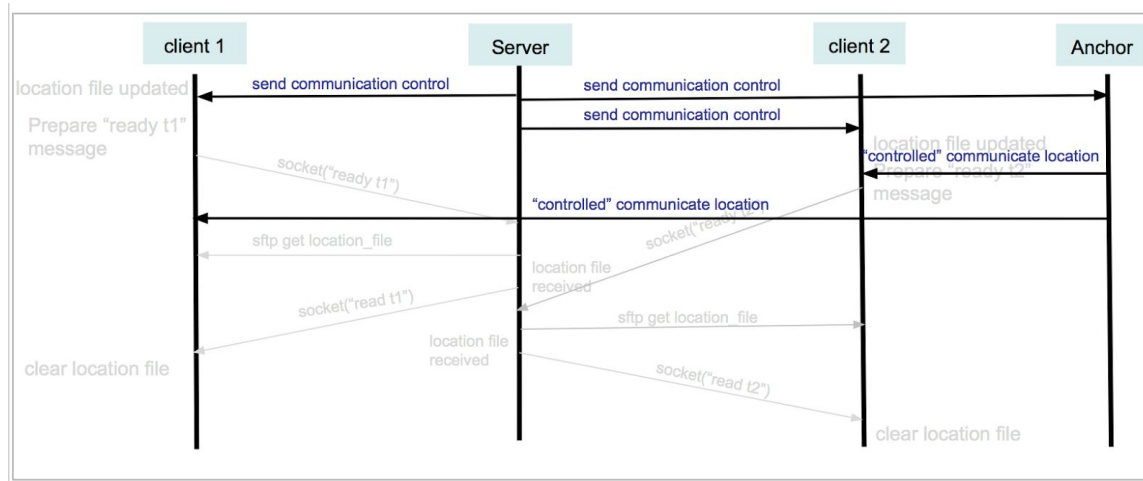 client 1
Server
client 2
Anchor
location file updated
send communication control
send communication control
send communication control
Prepare “ready t1”
message
location file updated
“controlled” communicate location
Prepare “ready t2”
message
socket(“ready t1”)
“controlled” communicate location
socket(“ready t2”)
sftp get location_file
location file
received
socket(“read t1”)
sftp get location_file
location file
received
clear location file
socket(“read t2”)
clear location file